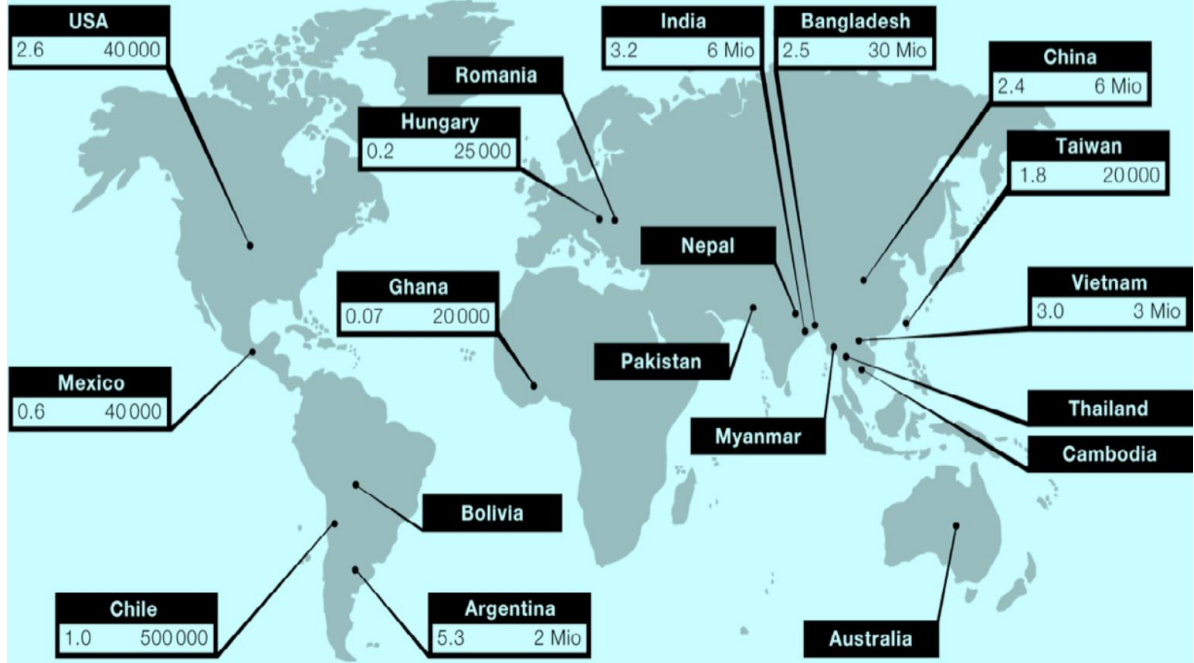 USA
2.6 40 000
Romania
Hungary
0.2 25 000
India
3.2 6 Mio
Bangladesh
2.5 30 Mio
China
2.4 6 Mio
Taiwan
1.8 20 000
Nepal
Ghana
0.07 20 000
Vietnam
3.0 3 Mio
Pakistan
Mexico
0.6 40 000
Myanmar
Thailand
Cambodia
Bolivia
Chile
1.0 500 000
Argentina
5.3 2 Mio
Australia